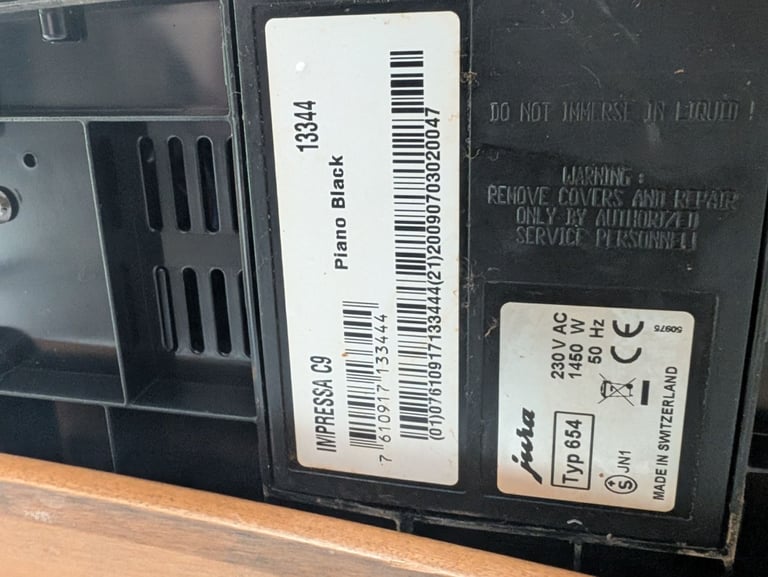 IMPRESSA C9 13344
Piano Black
7 610917 133444
(01)07610917133444(21)20090703020047
DO NOT IMMERSE IN LIQUID !
WARNING :
REMOVE COVERS AND REPAIR
ONLY BY AUTHORIZED
SERVICE PERSONNEL!
jura
Typ 654
230 V AC
1450 W
50 Hz
CE
S JN1
MADE IN SWITZERLAND
50975